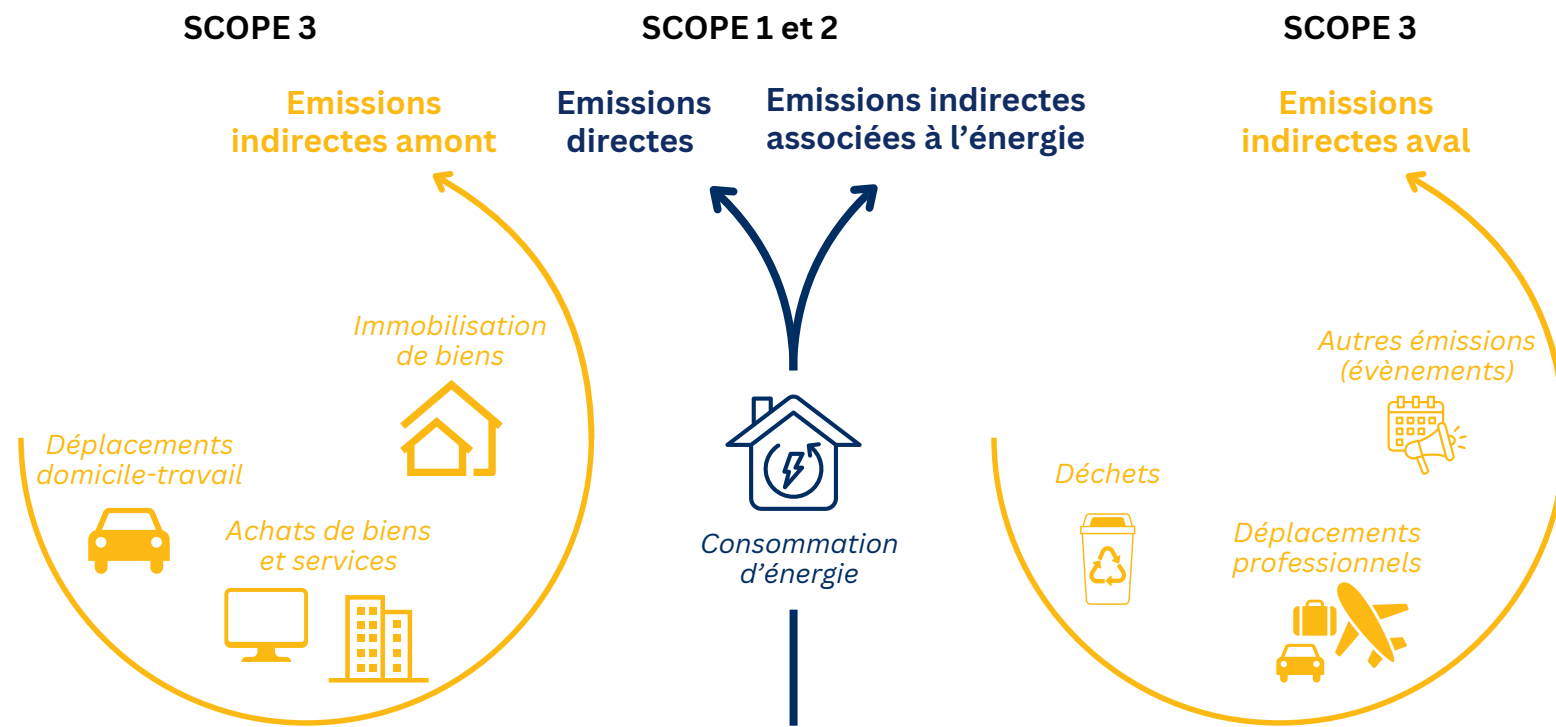 SCOPE 3
SCOPE 1 et 2
SCOPE 3
Emissions
indirectes amont
Emissions
directes
Emissions indirectes
associées à l’énergie
Emissions
indirectes aval
Immobilisation
de biens
Déplacements
domicile-travail
Achats de biens
et services
Consommation
d’énergie
Autres émissions
(évènements)
Déchets
Déplacements
professionnels